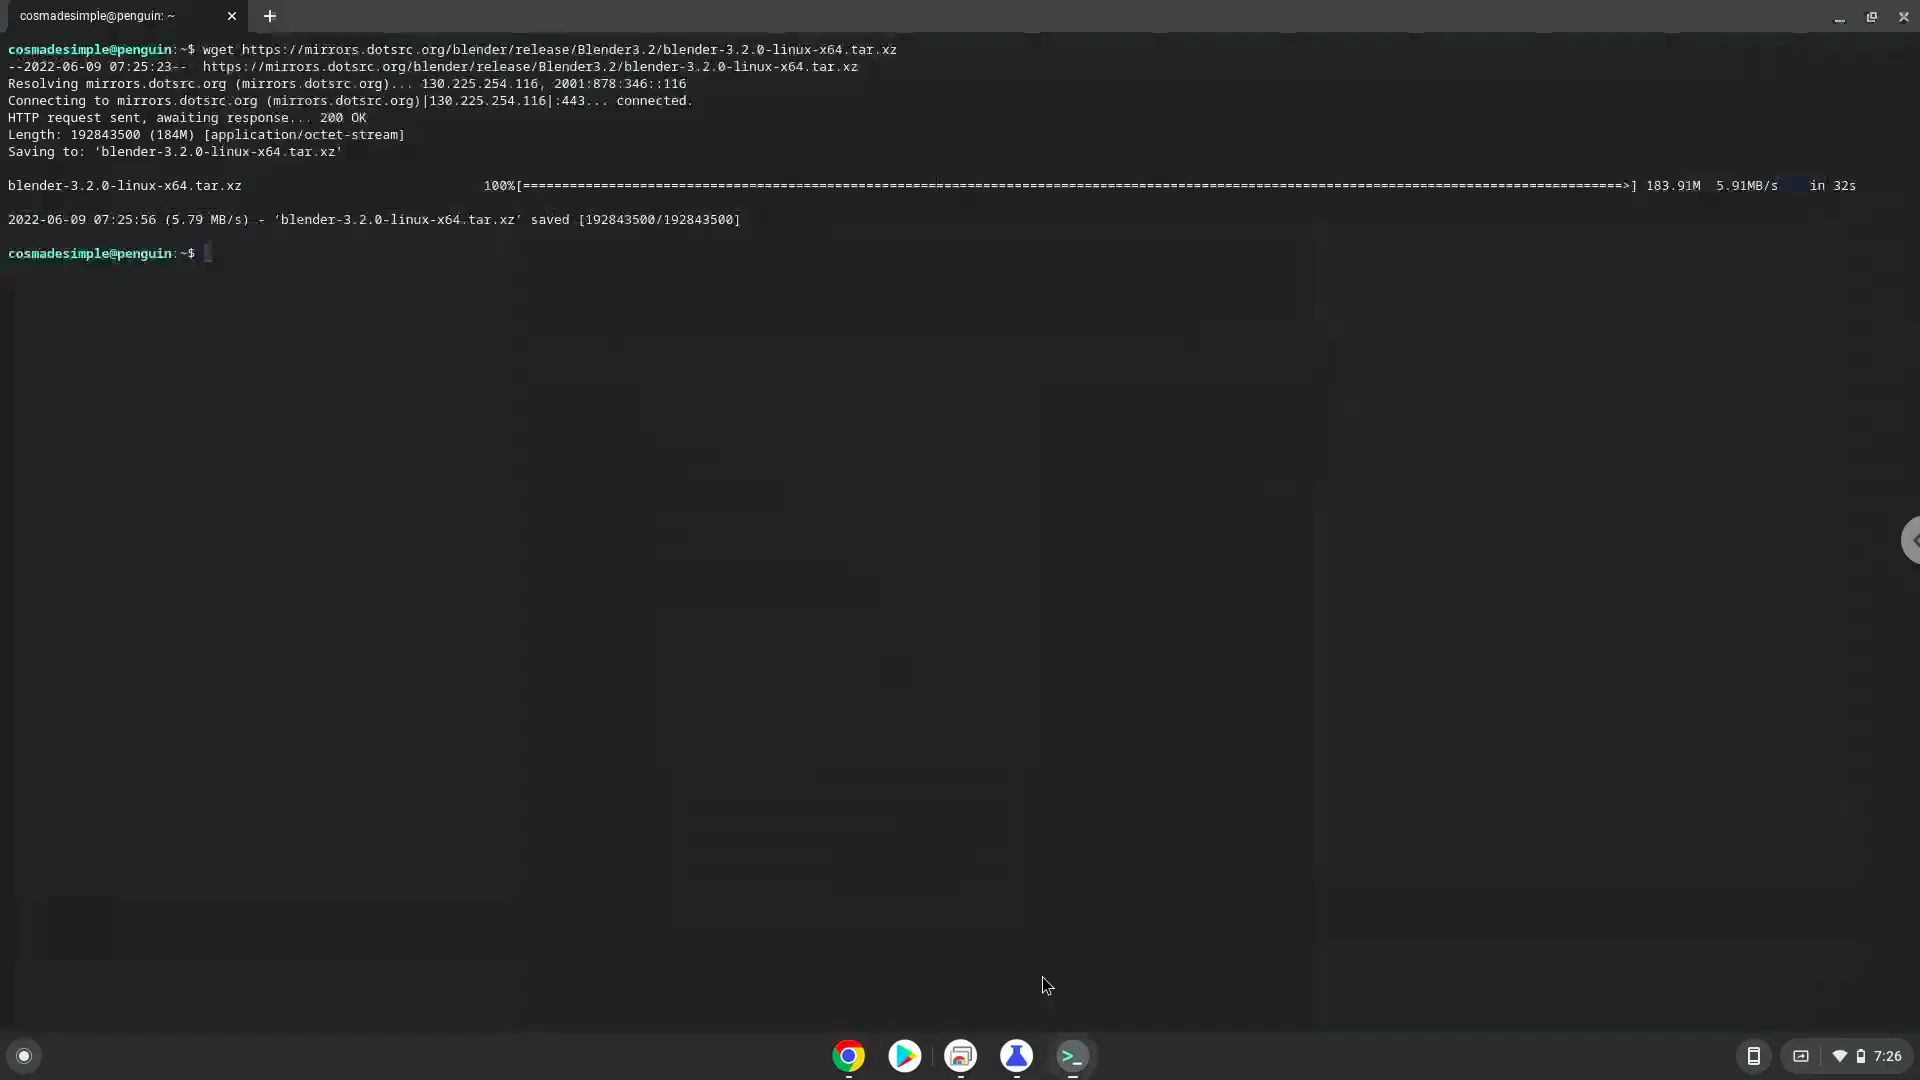 cosmadesimple@penguin: ~
cosmadesimple@penguin:~$ wget https://mirrors.dotsrc.org/blender/release/Blender3.2/blender-3.2.0-linux-x64.tar.xz
--2022-06-09 07:25:23--  https://mirrors.dotsrc.org/blender/release/Blender3.2/blender-3.2.0-linux-x64.tar.xz
Resolving mirrors.dotsrc.org (mirrors.dotsrc.org)... 130.225.254.116, 2001:878:346::116
Connecting to mirrors.dotsrc.org (mirrors.dotsrc.org)|130.225.254.116|:443... connected.
HTTP request sent, awaiting response... 200 OK
Length: 192843500 (184M) [application/octet-stream]
Saving to: ‘blender-3.2.0-linux-x64.tar.xz’
blender-3.2.0-linux-x64.tar.xz 100%[=============================================================================================================================================>] 183.91M 5.91MB/s in 32s
2022-06-09 07:25:56 (5.79 MB/s) - ‘blender-3.2.0-linux-x64.tar.xz’ saved [192843500/192843500]
cosmadesimple@penguin:~$
7:26